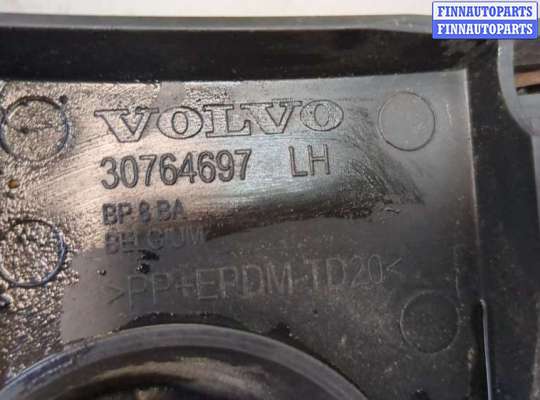 FINNAUTOPARTS
FINNAUTOPARTS
VOLVO
30764697 LH
BP 8 BA
BELGIUM
>PP+EPDM-TD20<